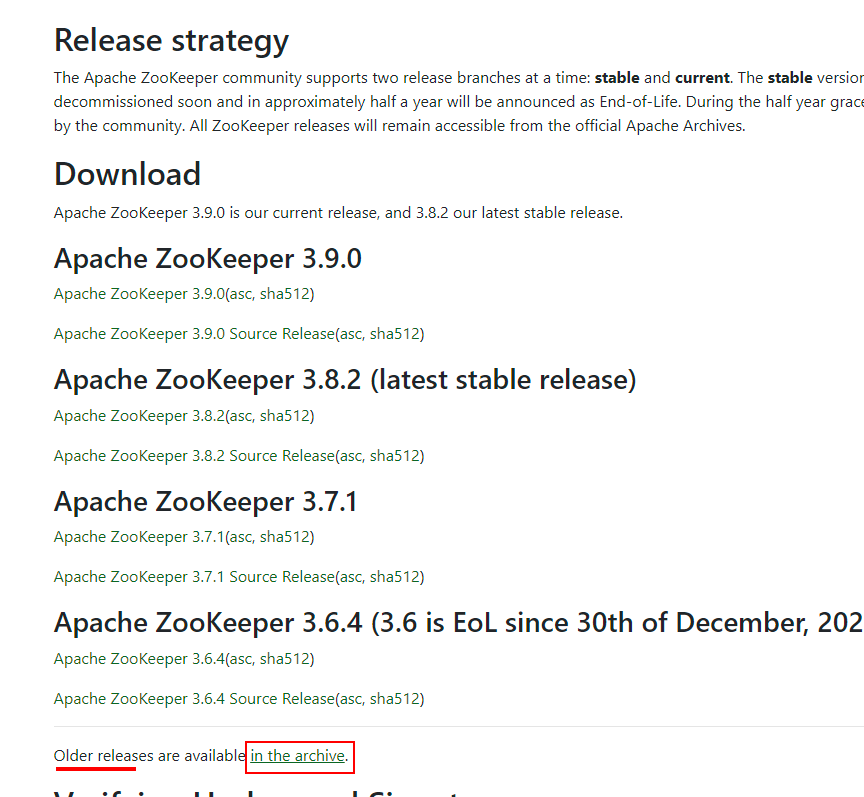 Release strategy
The Apache ZooKeeper community supports two release branches at a time: stable and current. The stable version
decommissioned soon and in approximately half a year will be announced as End-of-Life. During the half year grace
by the community. All ZooKeeper releases will remain accessible from the official Apache Archives.
Download
Apache ZooKeeper 3.9.0 is our current release, and 3.8.2 our latest stable release.
Apache ZooKeeper 3.9.0
Apache ZooKeeper 3.9.0(asc, sha512)
Apache ZooKeeper 3.9.0 Source Release(asc, sha512)
Apache ZooKeeper 3.8.2 (latest stable release)
Apache ZooKeeper 3.8.2(asc, sha512)
Apache ZooKeeper 3.8.2 Source Release(asc, sha512)
Apache ZooKeeper 3.7.1
Apache ZooKeeper 3.7.1(asc, sha512)
Apache ZooKeeper 3.7.1 Source Release(asc, sha512)
Apache ZooKeeper 3.6.4 (3.6 is EoL since 30th of December, 202
Apache ZooKeeper 3.6.4(asc, sha512)
Apache ZooKeeper 3.6.4 Source Release(asc, sha512)
Older releases are available in the archive.